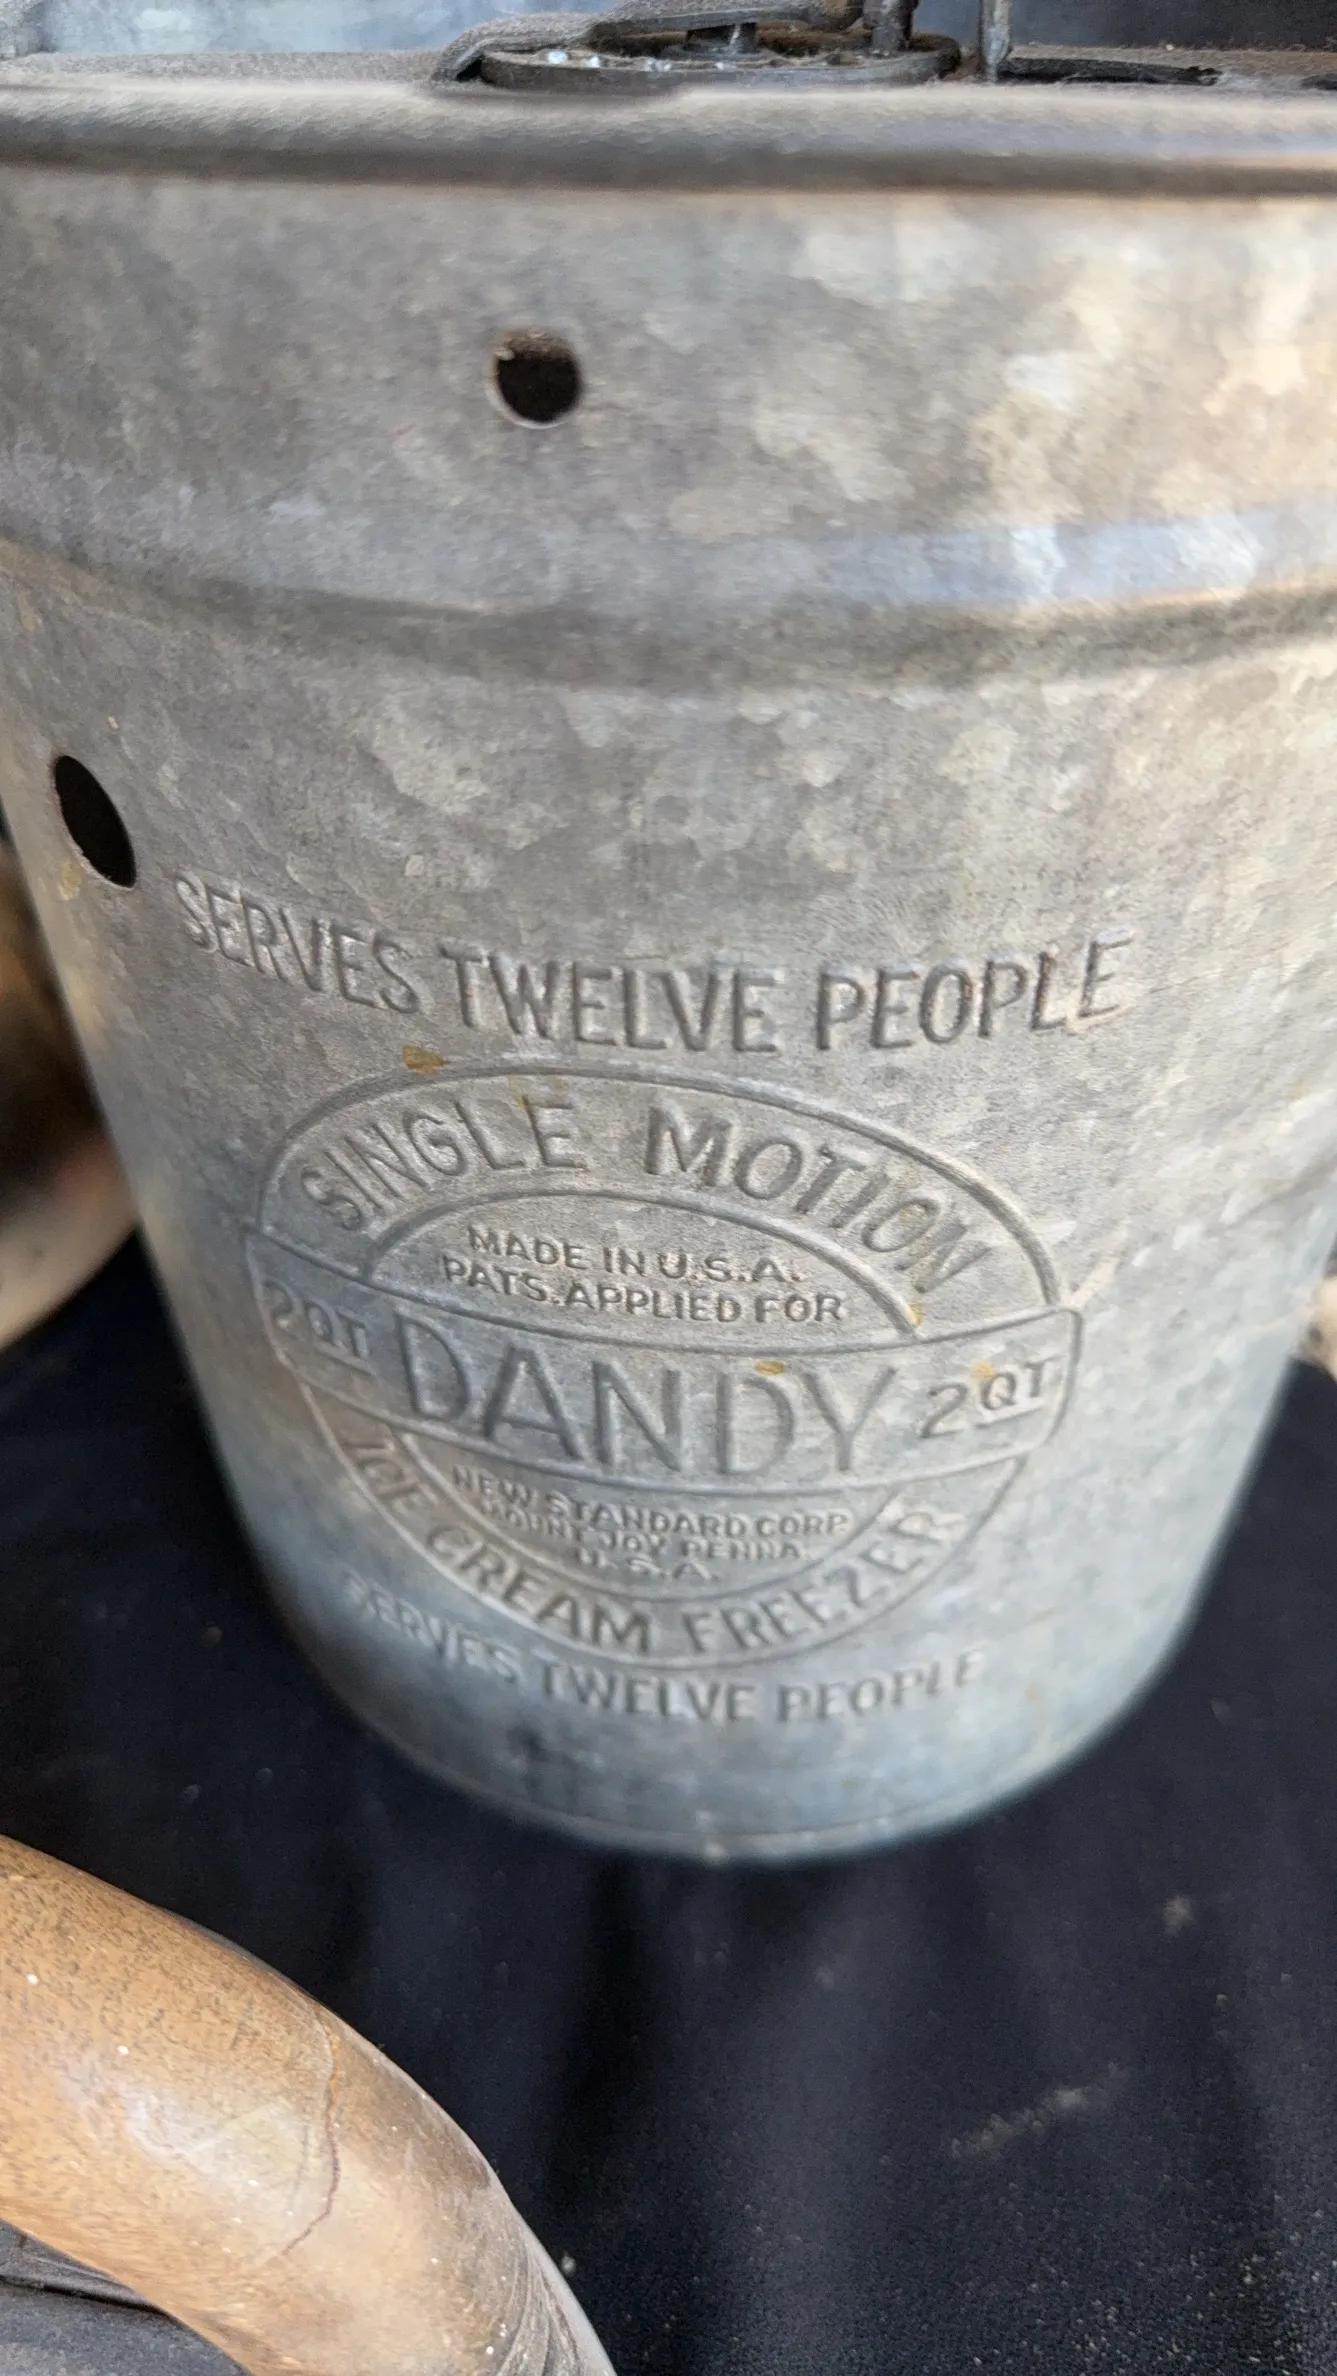 SERVES TWELVE PEOPLE
SINGLE MOTION
MADE IN U.S.A.
PATS. APPLIED FOR
2QT DANDY 2QT
NEW STANDARD CORP.
MOUNT JOY PENNA.
U.S.A.
ICE CREAM FREEZER
SERVES TWELVE PEOPLE